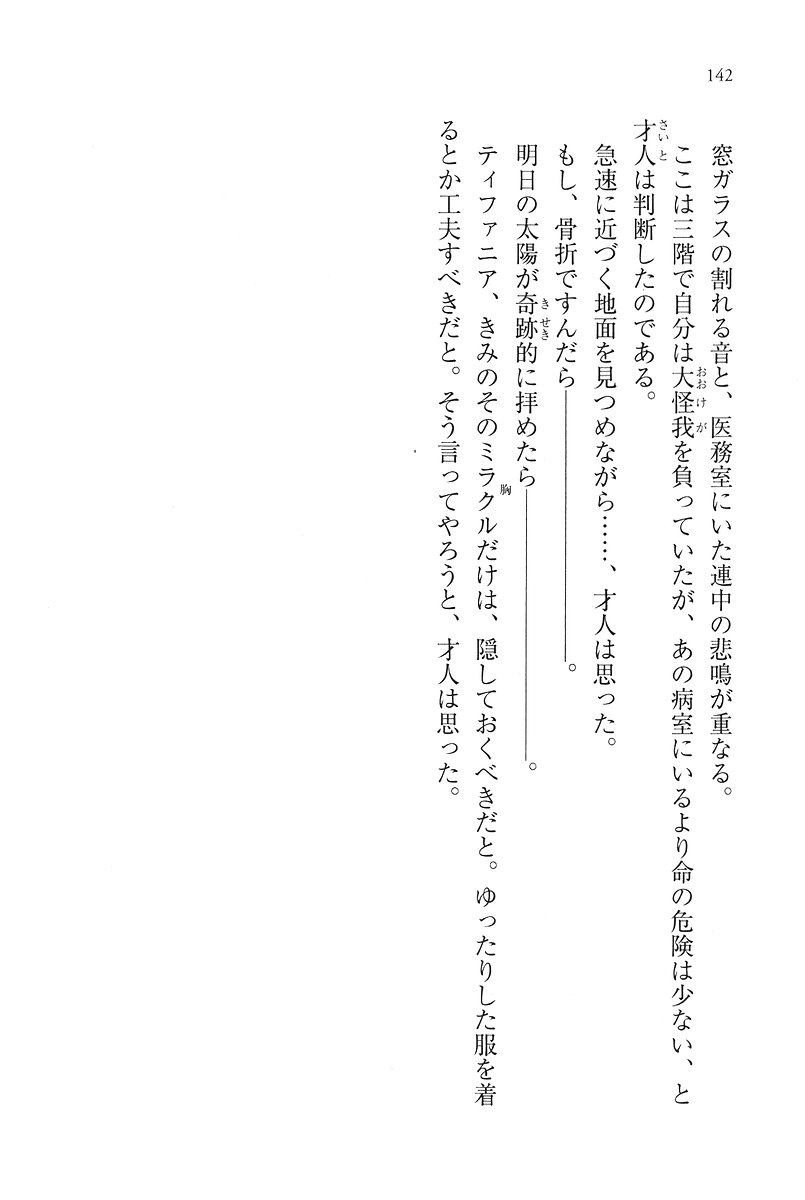 142
窓ガラスの割れる音と、医務室にいた連中の悲鳴が重なる。
ここは三階で自分は大怪我を負っていたが、あの病室にいるより命の危険は少ない、と
才人は判断したのである。
急速に近づく地面を見つめながら……、才人は思った。
もし、骨折ですんだら―――――――――――。
明日の太陽が奇跡的に拝めたら―――――――――――。
ティファニア、きみのそのミラクルだけは、隠しておくべきだと。ゆったりした服を着
るとか工夫すべきだと。そう言ってやろうと、才人は思った。